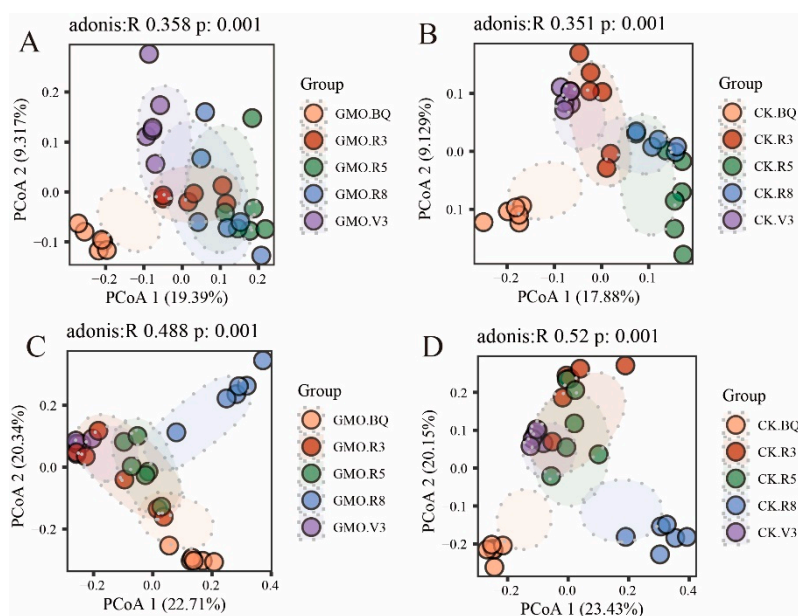 A
adonis:R 0.358 p: 0.001
PCoA 2 (9.317%)
0.2
0.1
0.0
−0.1
−0.2
−0.1
0.0
0.1
0.2
PCoA 1 (19.39%)
Group
GMO.BQ
GMO.R3
GMO.R5
GMO.R8
GMO.V3
B
adonis:R 0.351 p: 0.001
PCoA 2 (9.129%)
0.1
0.0
0.1
−0.2
−0.1
0.0
0.1
PCoA 1 (17.88%)
Group
CK.BQ
CK.R3
CK.R5
CK.R8
CK.V3
C
adonis:R 0.488 p: 0.001
PCoA 2 (20.34%)
0.2
0.0
−0.2
−0.2
0.0
0.2
0.4
PCoA 1 (22.71%)
Group
GMO.BQ
GMO.R3
GMO.R5
GMO.R8
GMO.V3
D
adonis:R 0.52 p: 0.001
PCoA 2 (20.15%)
0.2
0.1
0.0
0.1
−0.2
0.2
0.0
0.2
0.4
PCoA 1 (23.43%)
Group
CK.BQ
CK.R3
CK.R5
CK.R8
CK.V3